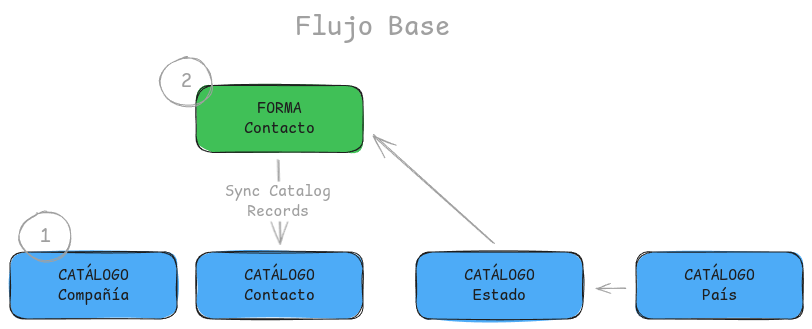 Flujo Base
2
FORMA
Contacto
Sync Catalog
Records
1
CATÁLOGO
Compañía
CATÁLOGO
Contacto
CATÁLOGO
Estado
CATÁLOGO
País